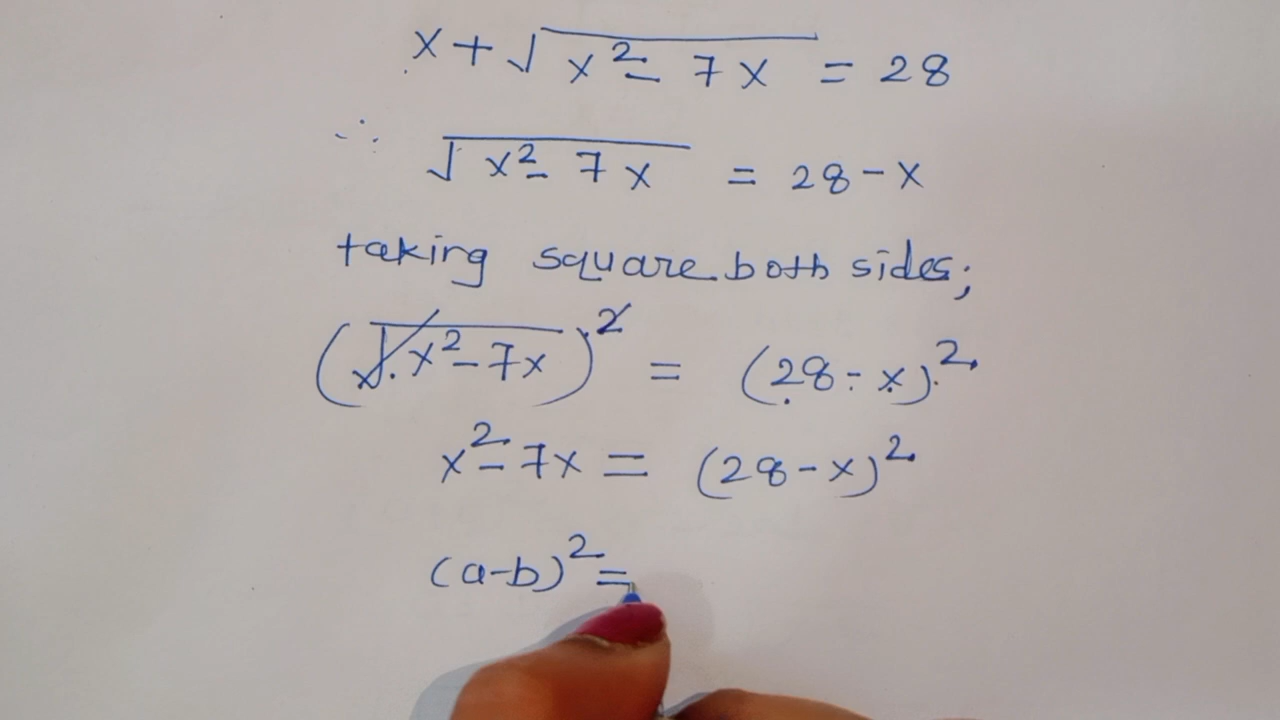 x + √(x² - 7x) = 28
∴ √(x² - 7x) = 28 - x
taking square both sides;
(√(x² - 7x))² = (28 - x)²
x² - 7x = (28 - x)²
(a - b)² =